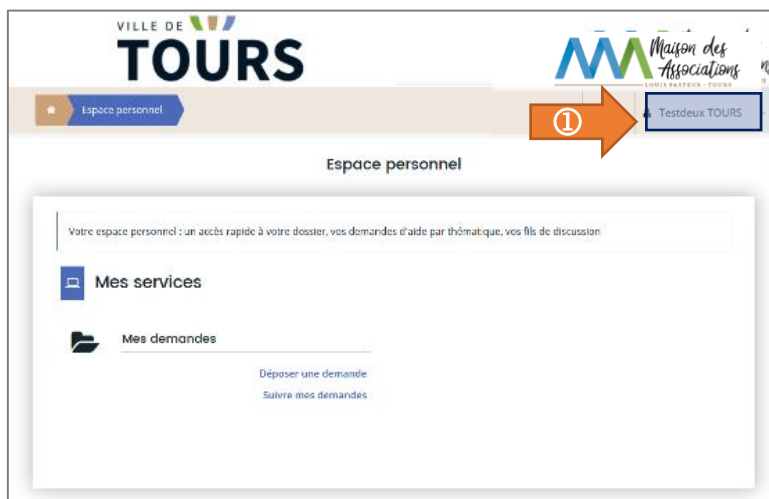 VILLE DE
TOURS
Maison des
Associations
LOUIS PASTEUR - TOURS
Espace personnel
①
Testdeux TOURS
Espace personnel
Votre espace personnel : un accès rapide à votre dossier, vos demandes d'aide par thématique, vos fils de discussion
Mes services
Mes demandes
Déposer une demande
Suivre mes demandes